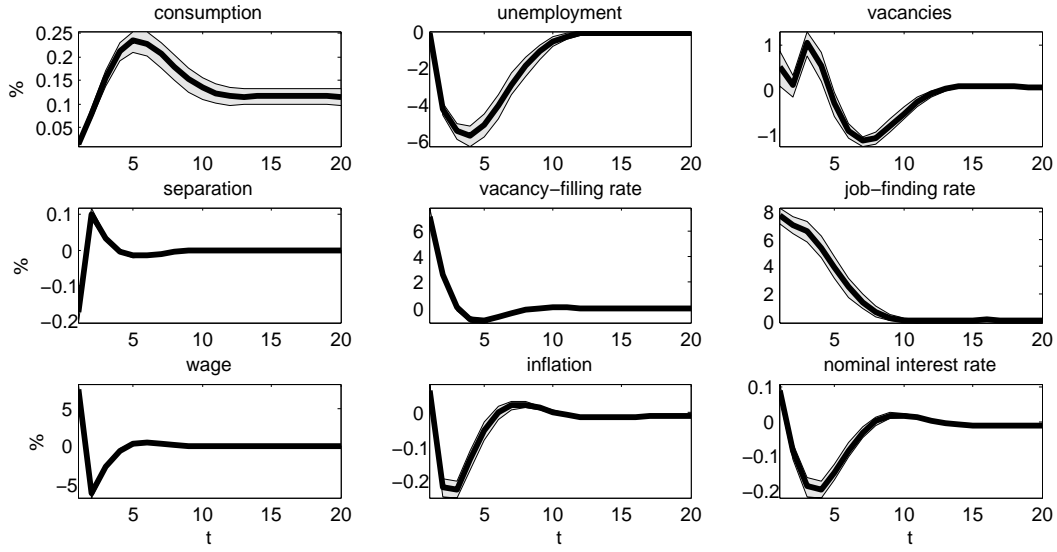 consumption
0.25
0.20
0.15
0.10
0.05
%
5 10 15 20
unemployment
0
−2
−4
−6
5 10 15 20
vacancies
1
0
−1
5 10 15 20
separation
0.1
0
−0.2
%
5 10 15 20
vacancy−filling rate
6
4
2
0
5 10 15 20
job−finding rate
8
6
4
2
0
5 10 15 20
wage
5
0
−5
%
5 10 15 20
t
inflation
0
−0.1
−0.2
5 10 15 20
t
nominal interest rate
0.1
0
−0.1
−0.2
5 10 15 20
t